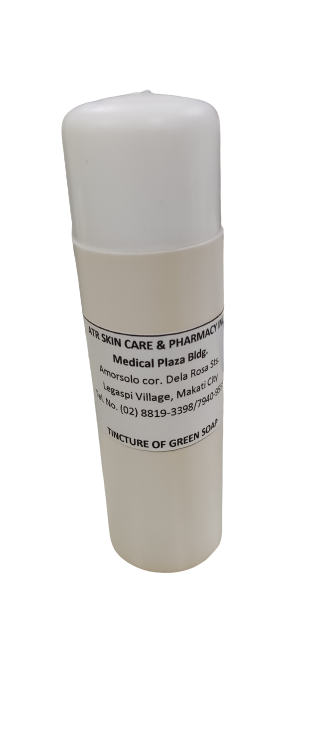 ATR SKIN CARE & PHARMACY
Medical Plaza Bldg.
Amorsolo cor. Dela Rosa Sts.
Legaspi Village, Makati City
Tel. No. (02) 8819-3398/7940-
TINCTURE OF GREEN SOAP